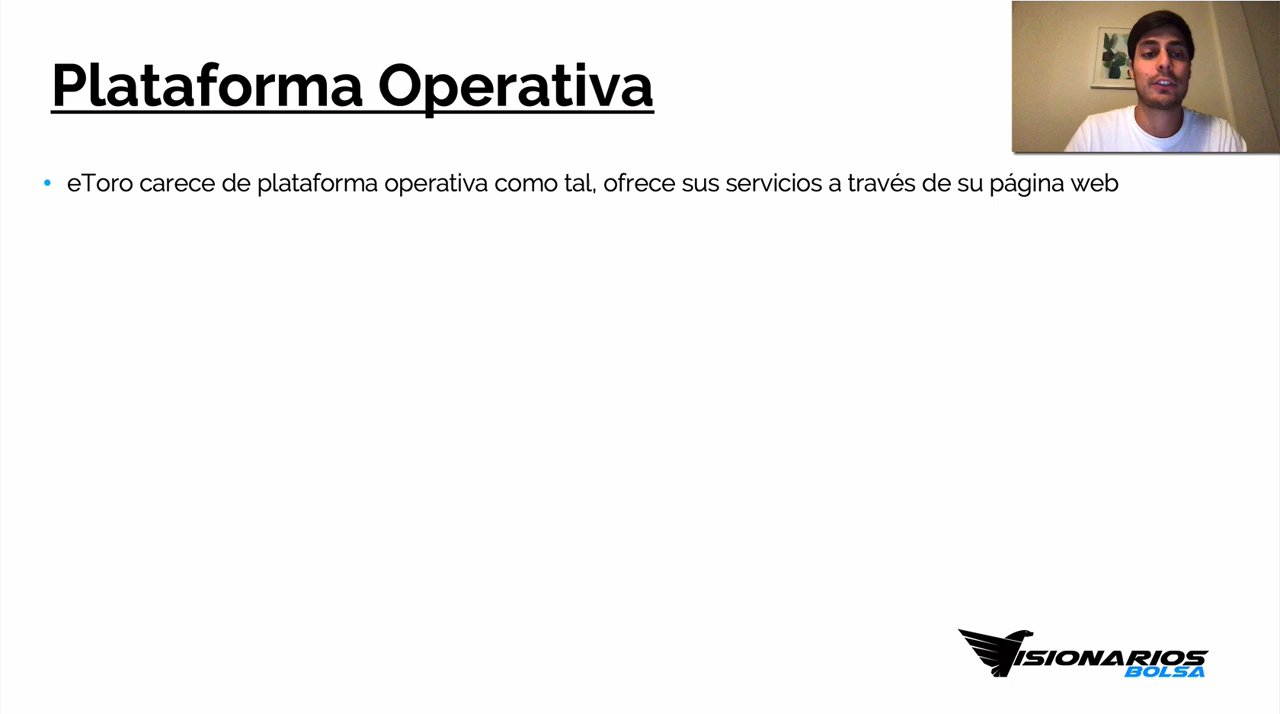 Plataforma Operativa
• eToro carece de plataforma operativa como tal, ofrece sus servicios a través de su página web
VISIONARIOS
BOLSA